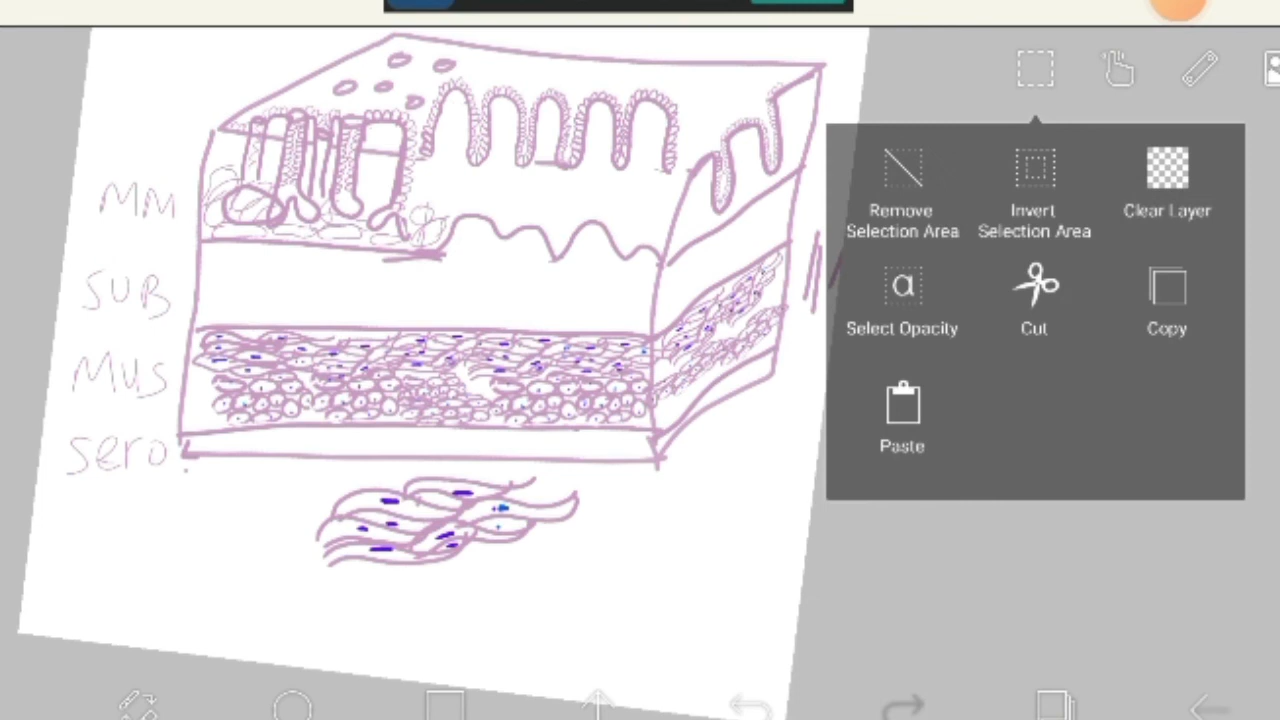 MM
SUB
Mus
Sero.
Remove
Selection Area
Invert
Selection Area
Clear Layer
Select Opacity
Cut
Copy
Paste